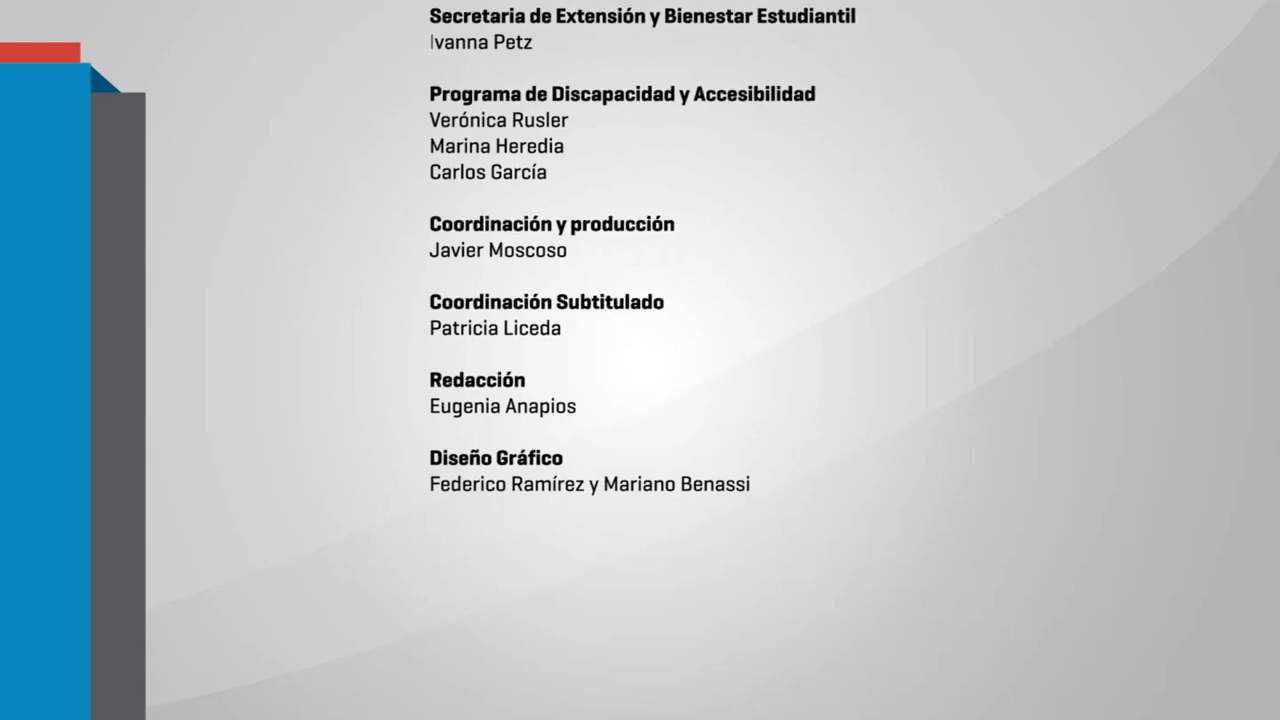 Secretaria de Extensión y Bienestar Estudiantil
Ivanna Petz
Programa de Discapacidad y Accesibilidad
Verónica Rusler
Marina Heredia
Carlos García
Coordinación y producción
Javier Moscoso
Coordinación Subtitulado
Patricia Liceda
Redacción
Eugenia Anapios
Diseño Gráfico
Federico Ramírez y Mariano Benassi